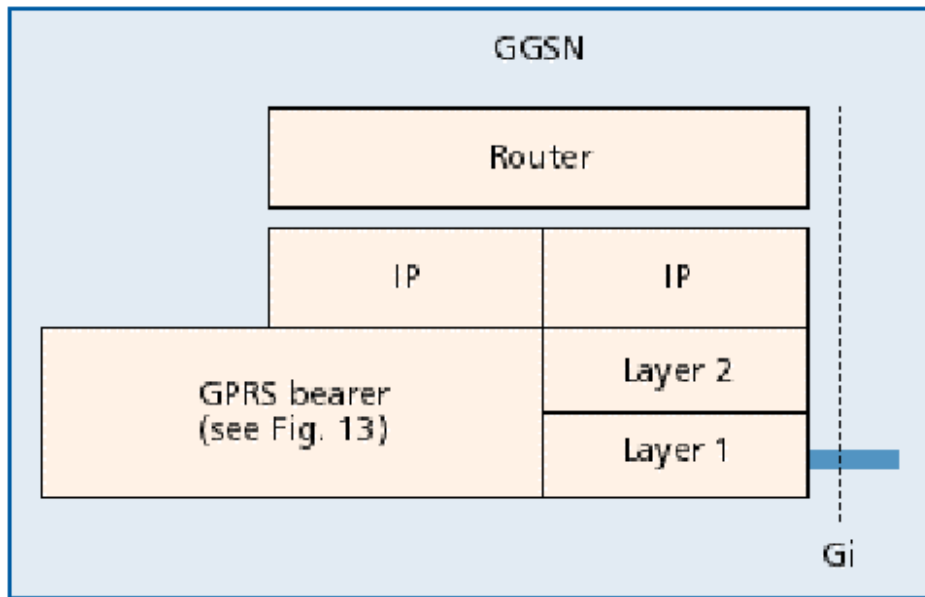 GGSN
Router
IP
IP
GPRS bearer
(see Fig. 13)
Layer 2
Layer 1
Gi